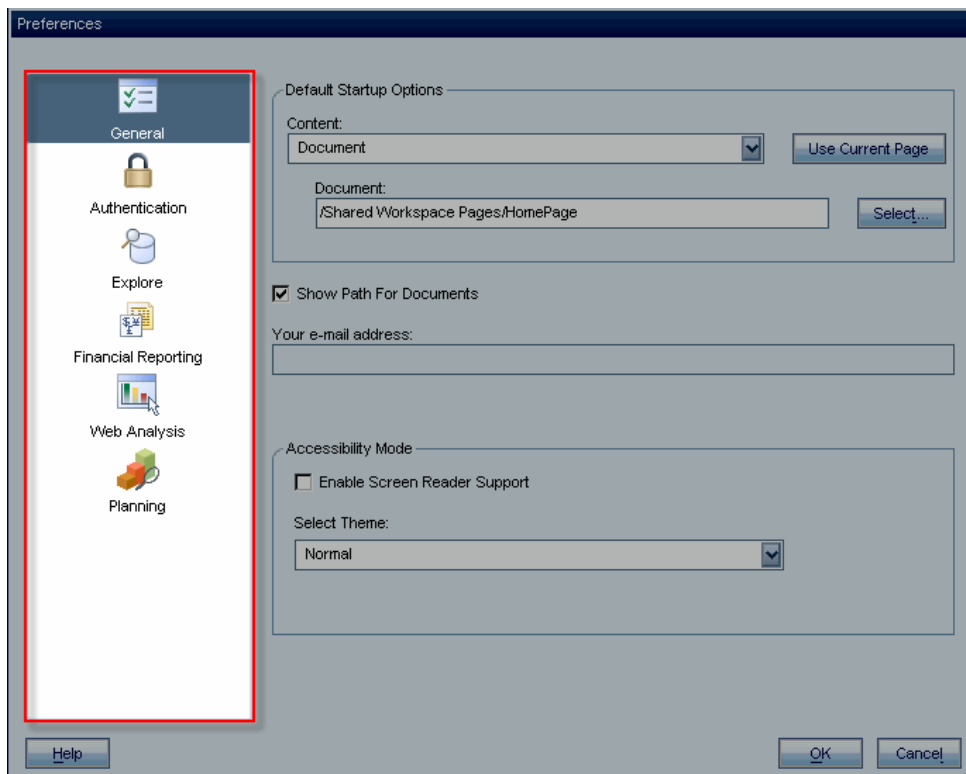 Preferences
General
Authentication
Explore
Financial Reporting
Web Analysis
Planning
Default Startup Options
Content:
Document
Use Current Page
Document:
/Shared Workspace Pages/HomePage
Select...
Show Path For Documents
Your e-mail address:
Accessibility Mode
Enable Screen Reader Support
Select Theme:
Normal
Help
OK
Cancel